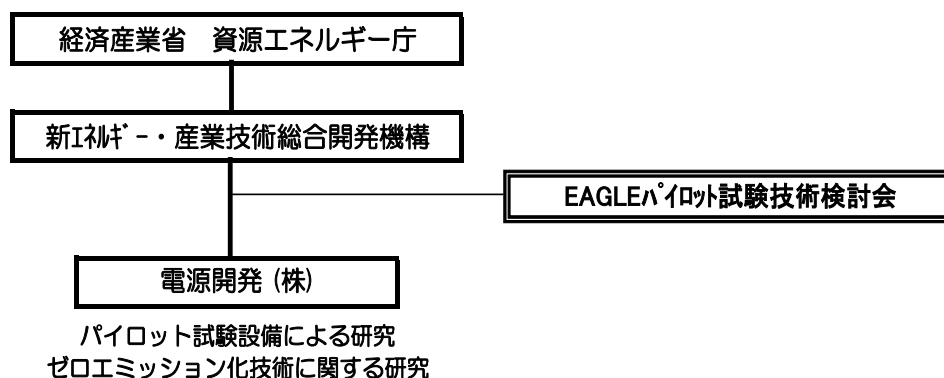 経済産業省　資源エネルギー庁
新ｴﾈﾙｷﾞｰ・産業技術総合開発機構
EAGLEﾊﾟｲﾛｯﾄ試験技術検討会
電源開発（株）
パイロット試験設備による研究
ゼロエミッション化技術に関する研究